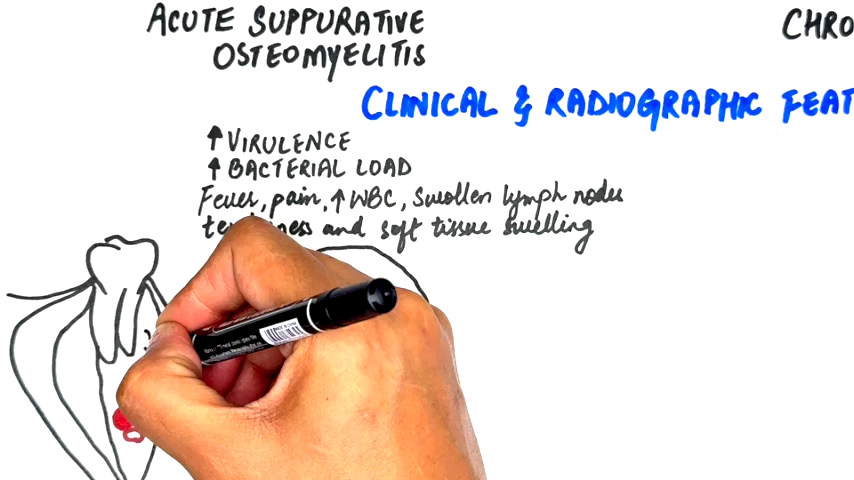 ACUTE SUPPURATIVE
OSTEOMYELITIS
CHRO
CLINICAL & RADIOGRAPHIC FEAT
↑ VIRULENCE
↑ BACTERIAL LOAD
Fever, pain, ↑ WBC, swollen lymph nodes
and soft tissue swelling